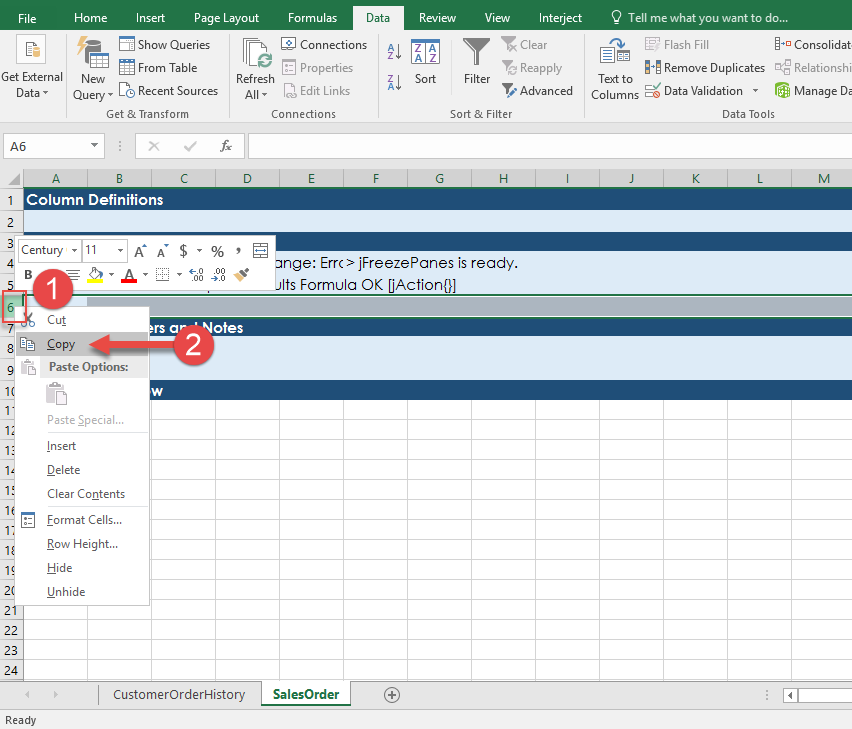 File Home Insert Page Layout Formulas Data Review View Interject Tell me what you want to do...
Get External Data
New Query
Show Queries
From Table
Recent Sources
Get & Transform
Refresh All
Connections
Properties
Edit Links
Connections
Sort
Filter
Clear
Reapply
Advanced
Sort & Filter
Text to Columns
Flash Fill
Remove Duplicates
Data Validation
Consolidat
Relationshi
Manage Da
Data Tools
A6 fx
A B C D E F G H I J K L M
1 Column Definitions
2
3
Century 11 A A $ % ,
B A .00 .00
4 ange: Erro> jFreezePanes is ready.
5 ults Formula OK [jAction{}]
1
6
Cut
7 ers and Notes
8 Copy 2
9 Paste Options:
10 ow
11
Paste Special...
12
13 Insert
14 Delete
15 Clear Contents
16
Format Cells...
17
18 Row Height...
19 Hide
20 Unhide
21
22
23
24
CustomerOrderHistory SalesOrder
Ready